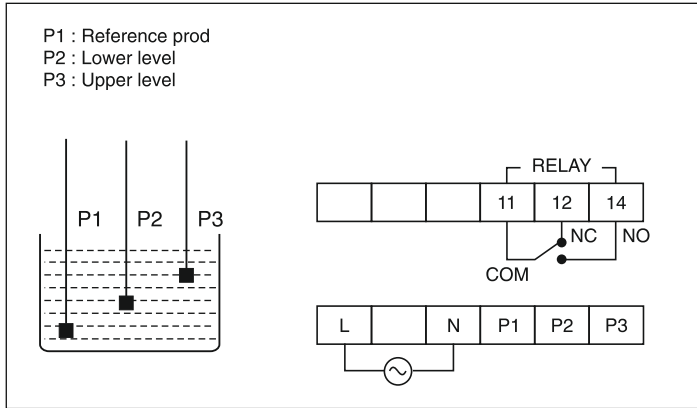 P1 : Reference prod
P2 : Lower level
P3 : Upper level
P1 P2 P3
RELAY
11 12 14
NC NO
COM
L N P1 P2 P3